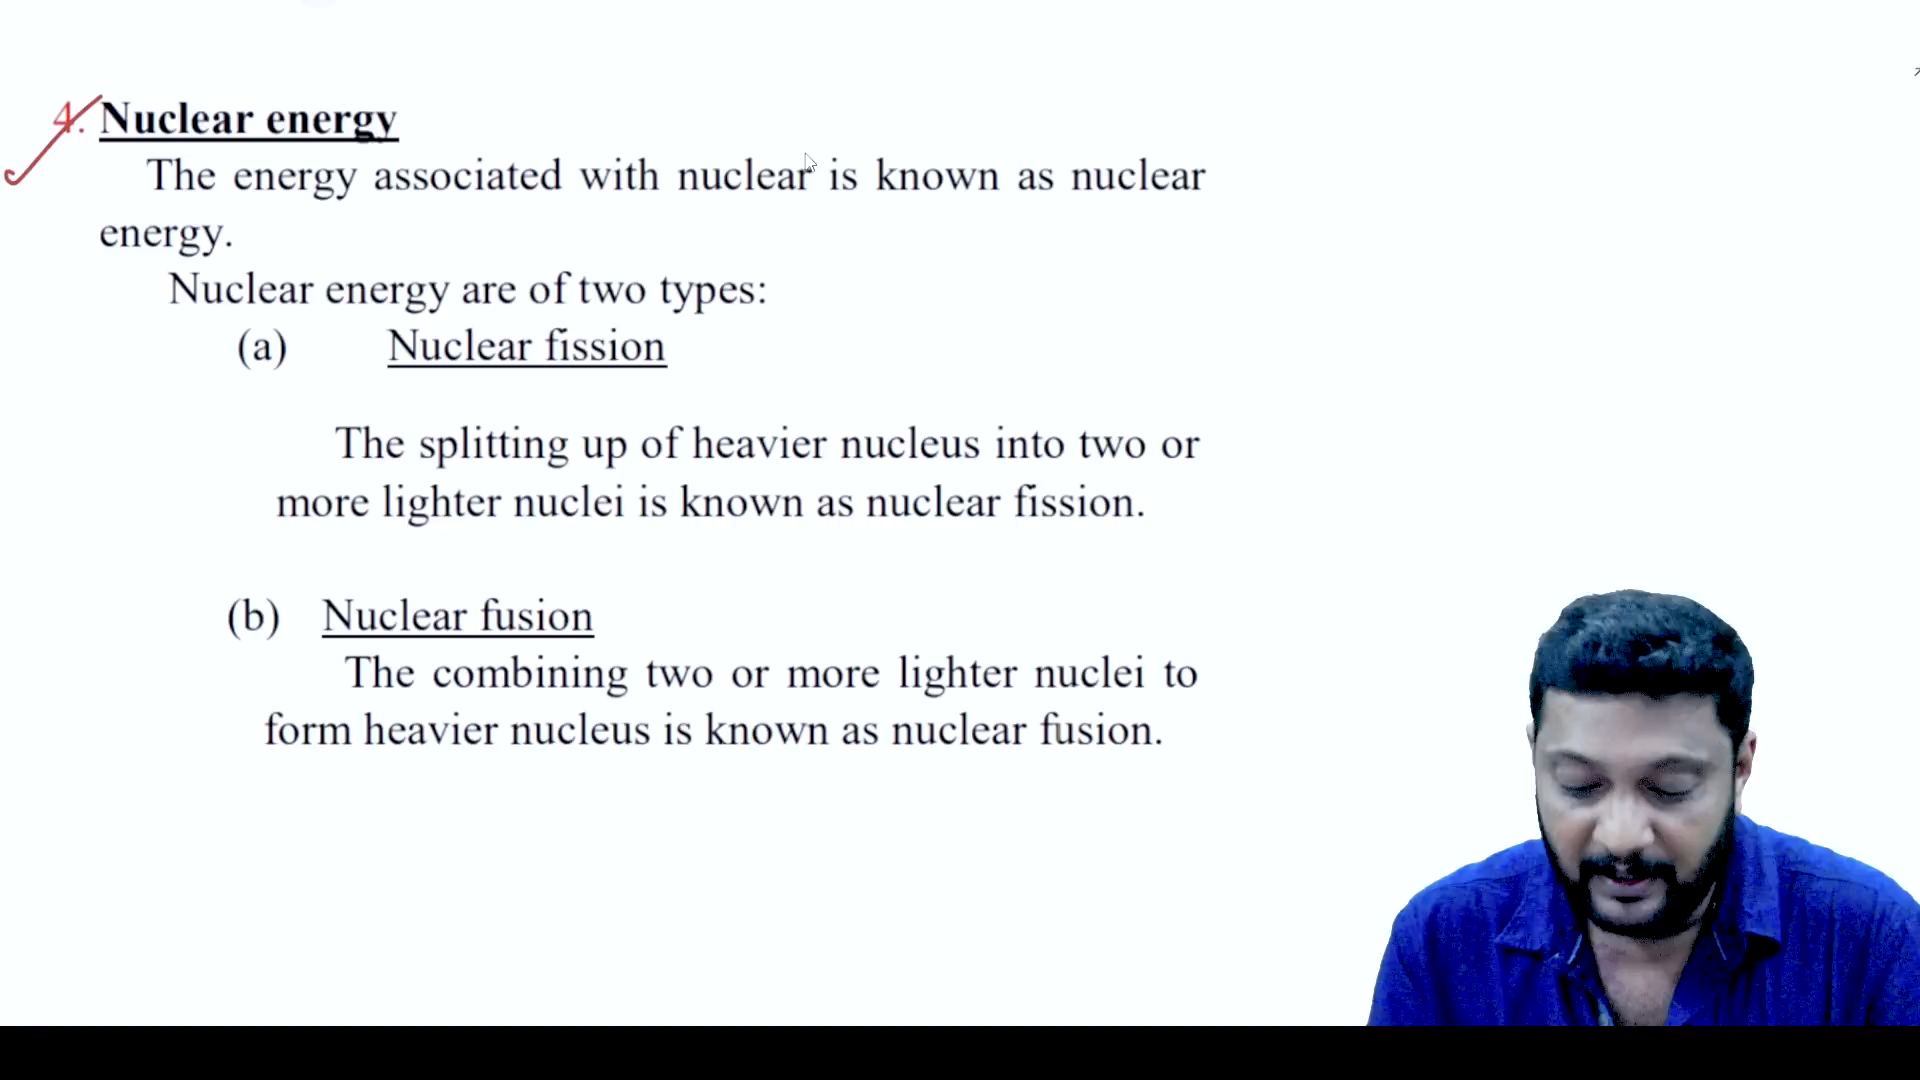 4. Nuclear energy
The energy associated with nuclear is known as nuclear
energy.
Nuclear energy are of two types:
(a) Nuclear fission
The splitting up of heavier nucleus into two or
more lighter nuclei is known as nuclear fission.
(b) Nuclear fusion
The combining two or more lighter nuclei to
form heavier nucleus is known as nuclear fusion.